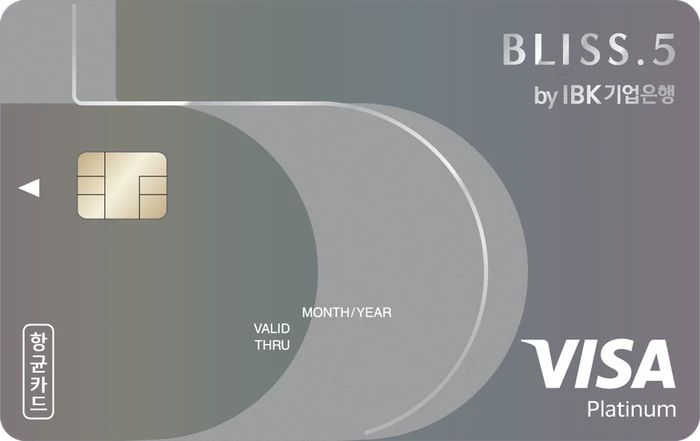 BLISS.5
by IBK기업은행
MONTH/YEAR
VALID
THRU
항균카드
VISA
Platinum